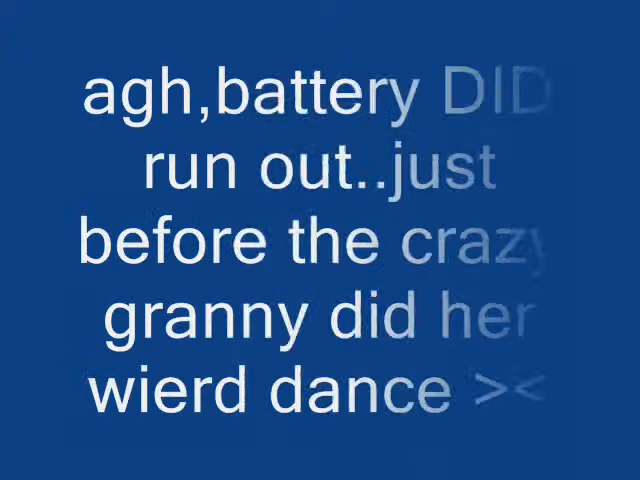 agh,battery DID
run out..just
before the crazy
granny did her
wierd dance ><